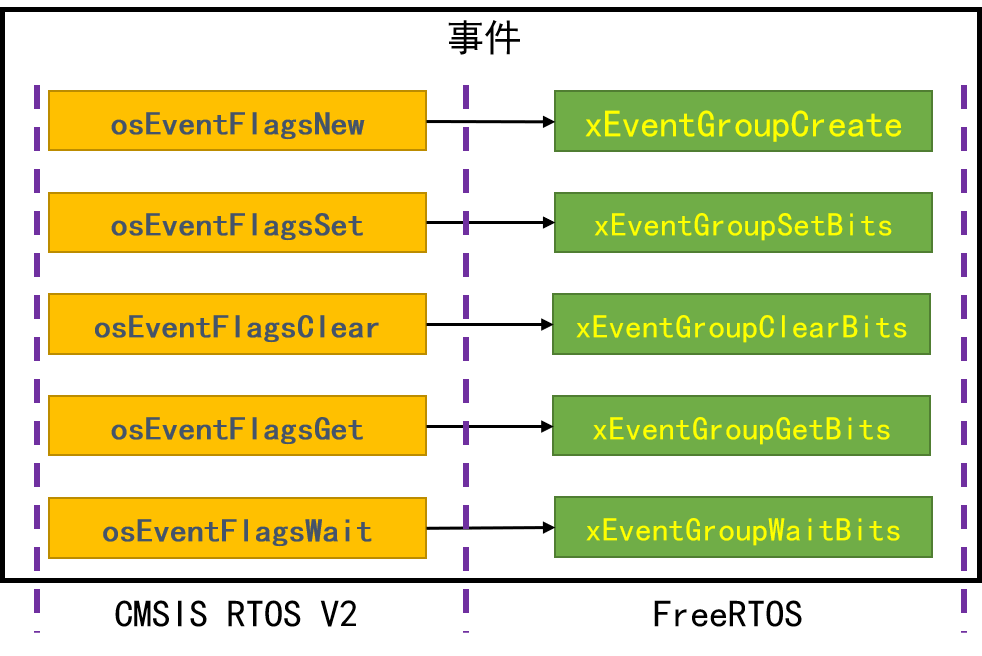 事件
osEventFlagsNew
xEventGroupCreate
osEventFlagsSet
xEventGroupSetBits
osEventFlagsClear
xEventGroupClearBits
osEventFlagsGet
xEventGroupGetBits
osEventFlagsWait
xEventGroupWaitBits
CMSIS RTOS V2
FreeRTOS